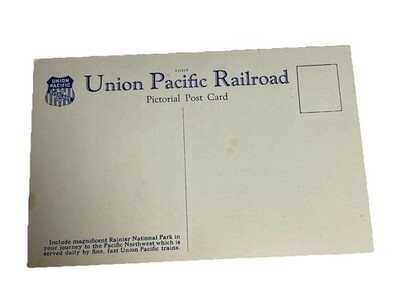 UNION
PACIFIC
Union Pacific Railroad
Pictorial Post Card
Include magnificent Rainier National Park in
your journey to the Pacific Northwest which is
served daily by fine, fast Union Pacific trains.